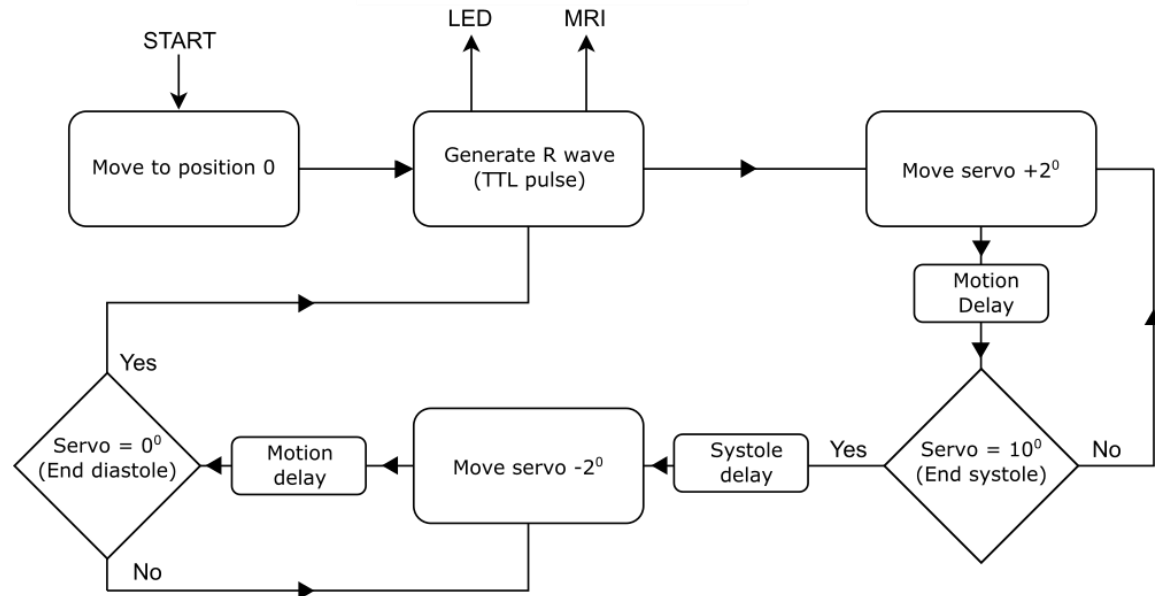 LED
MRI
START
Move to position 0
Generate R wave
(TTL pulse)
Move servo +2⁰
Motion
Delay
Yes
Servo = 0⁰
(End diastole)
Motion
delay
Move servo -2⁰
Systole
delay
Yes
Servo = 10⁰
(End systole)
No
No